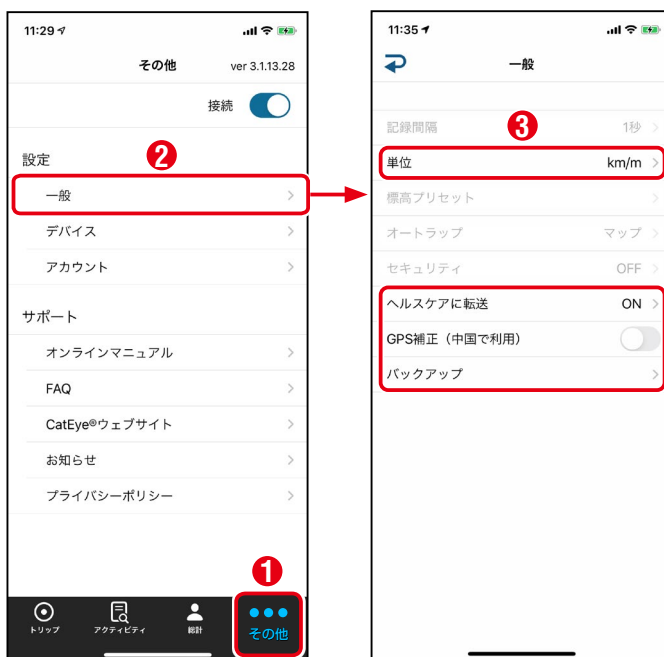 11:29
その他
ver 3.1.13.28
接続
設定
2
一般
デバイス
アカウント
サポート
オンラインマニュアル
FAQ
CatEye®ウェブサイト
お知らせ
プライバシーポリシー
1
トリップ
アクティビティ
総計
その他
11:35
一般
記録間隔
3
1秒
単位
km/m
標高プリセット
オートラップ
マップ
セキュリティ
OFF
ヘルスケアに転送
ON
GPS補正（中国で利用）
バックアップ